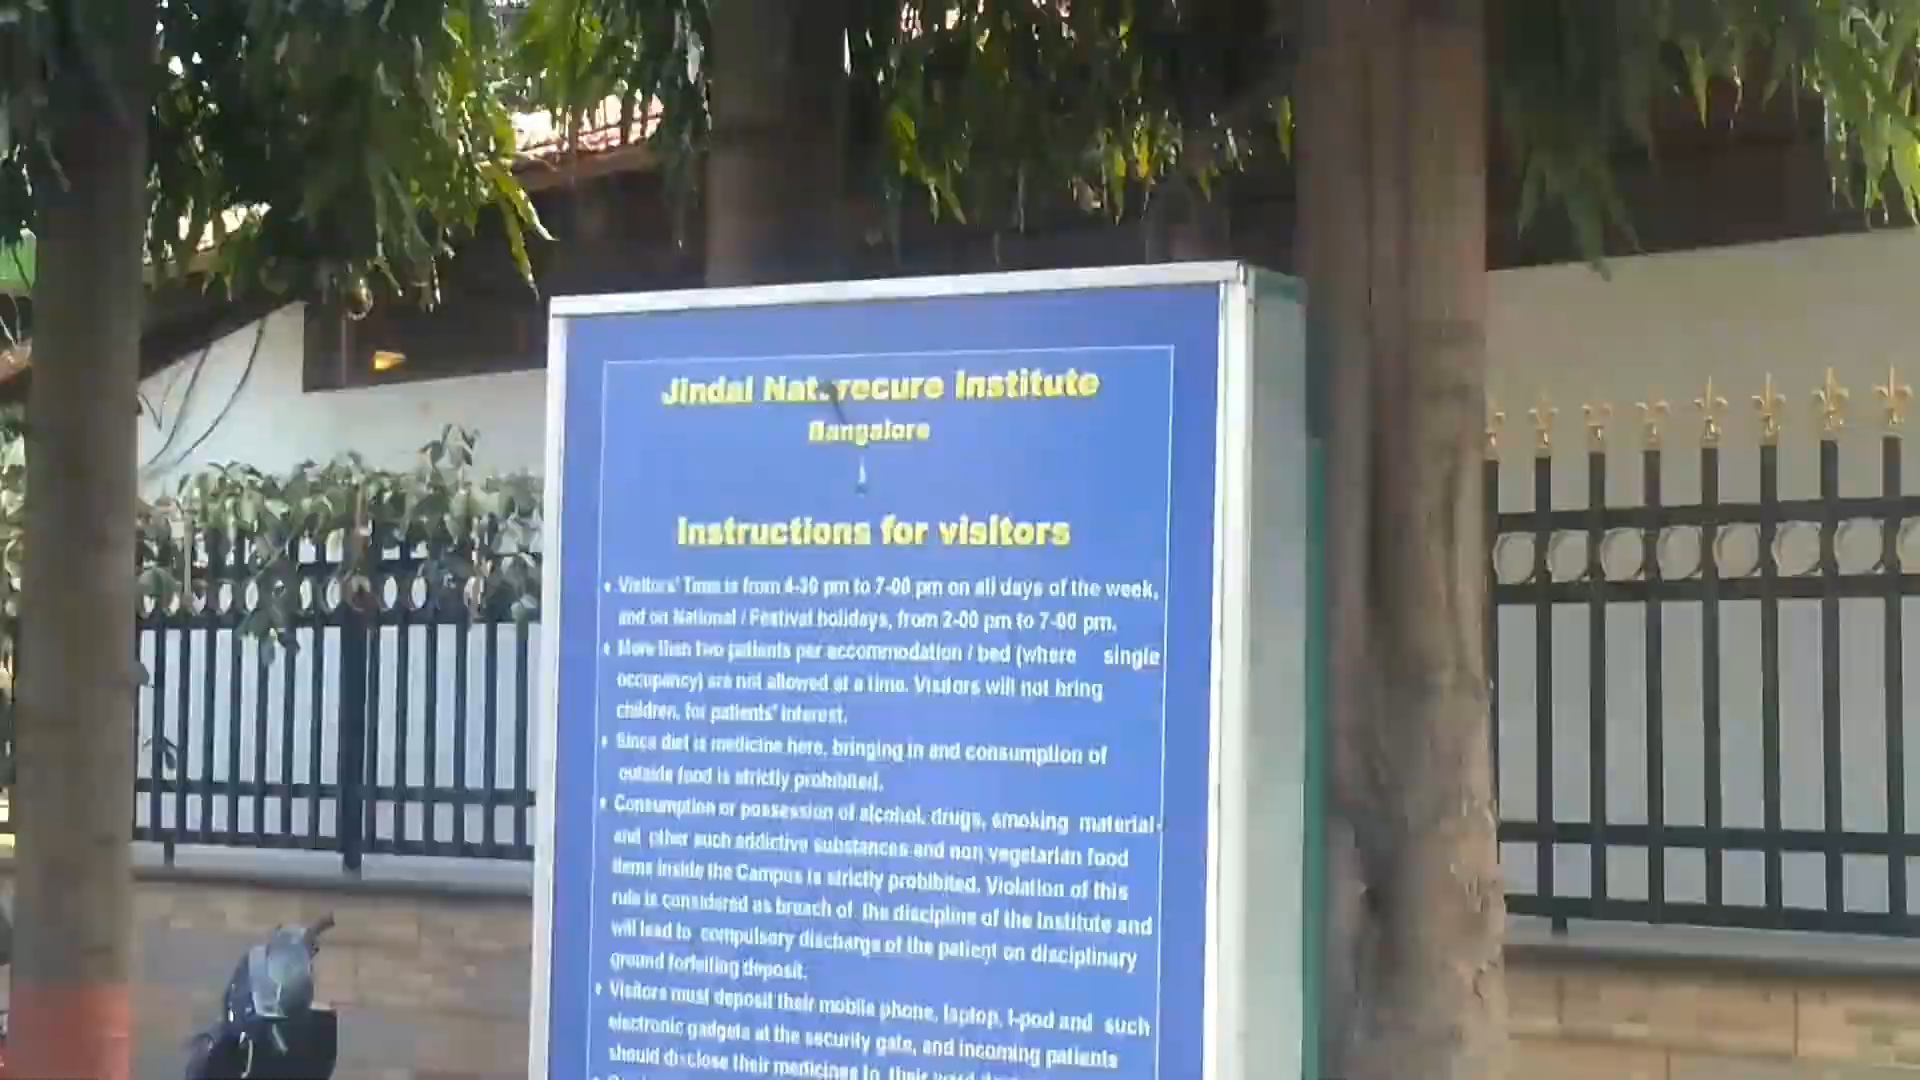 Jindal Naturecure Institute
Bangalore
Instructions for visitors
• Visitors' Time is from 4-30 pm to 7-00 pm on all days of the week,
and on National / Festival holidays, from 2-00 pm to 7-00 pm.
• More than two patients per accommodation / bed (where single
occupancy) are not allowed at a time. Visitors will not bring
children, for patients' interest.
• Since diet is medicine here, bringing in and consumption of
outside food is strictly prohibited.
• Consumption or possession of alcohol, drugs, smoking material
and other such addictive substances and non vegetarian food
items inside the Campus is strictly prohibited. Violation of this
rule is considered as breach of the discipline of the Institute and
will lead to compulsory discharge of the patient on disciplinary
ground forfeiting deposit.
• Visitors must deposit their mobile phone, laptop, I-pod and such
electronic gadgets at the security gate, and incoming patients
should disclose their medicines to their ward